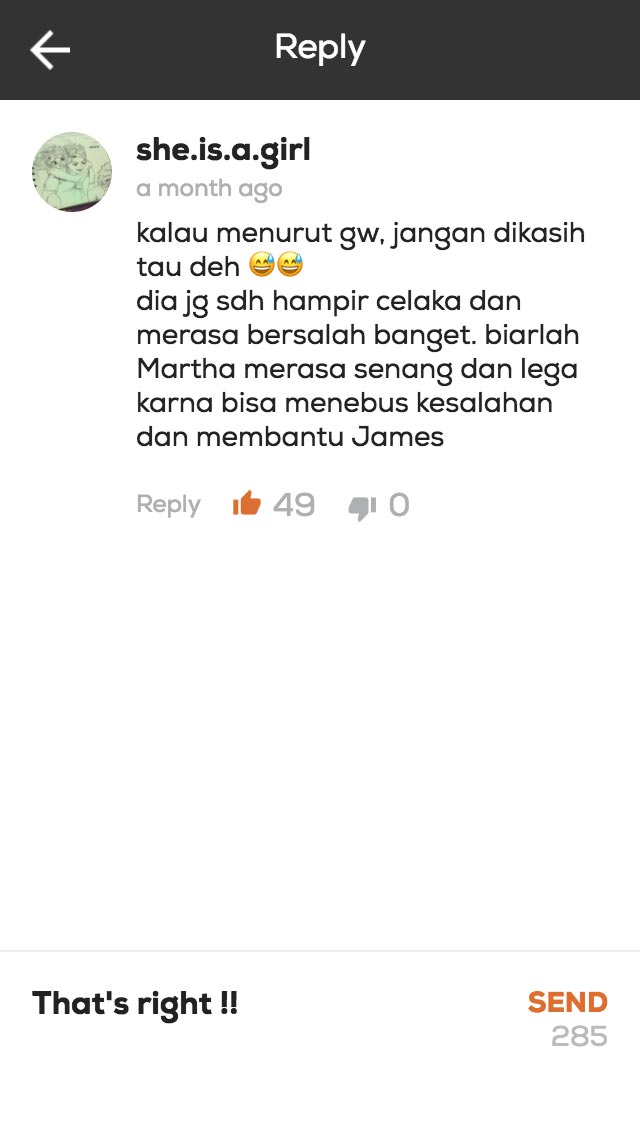 Reply
she.is.a.girl
a month ago
kalau menurut gw, jangan dikasih
tau deh 😅😅
dia jg sdh hampir celaka dan
merasa bersalah banget. biarlah
Martha merasa senang dan lega
karna bisa menebus kesalahan
dan membantu James
Reply 49 0
That's right !! SEND
285